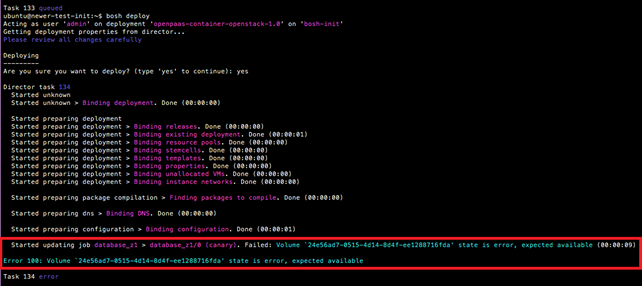 Task 133 queued
ubuntu@newer-test-init:~$ bosh deploy
Acting as user 'admin' on deployment 'openpaas-container-openstack-1.0' on 'bosh-init'
Getting deployment properties from director...
Please review all changes carefully
Deploying
---------
Are you sure you want to deploy? (type 'yes' to continue): yes
Director task 134
Started unknown
Started unknown > Binding deployment. Done (00:00:00)
Started preparing deployment
Started preparing deployment > Binding releases. Done (00:00:00)
Started preparing deployment > Binding existing deployment. Done (00:00:01)
Started preparing deployment > Binding resource pools. Done (00:00:00)
Started preparing deployment > Binding stemcells. Done (00:00:00)
Started preparing deployment > Binding templates. Done (00:00:00)
Started preparing deployment > Binding properties. Done (00:00:00)
Started preparing deployment > Binding unallocated VMs. Done (00:00:00)
Started preparing deployment > Binding instance networks. Done (00:00:00)
Started preparing package compilation > Finding packages to compile. Done (00:00:00)
Started preparing dns > Binding DNS. Done (00:00:00)
Started preparing configuration > Binding configuration. Done (00:00:01)
Started updating job database_z1 > database_z1/0 (canary). Failed: Volume `24e56ad7-0515-4d14-8d4f-ee1288716fda' state is error, expected available (00:00:09)
Error 100: Volume `24e56ad7-0515-4d14-8d4f-ee1288716fda' state is error, expected available
Task 134 error